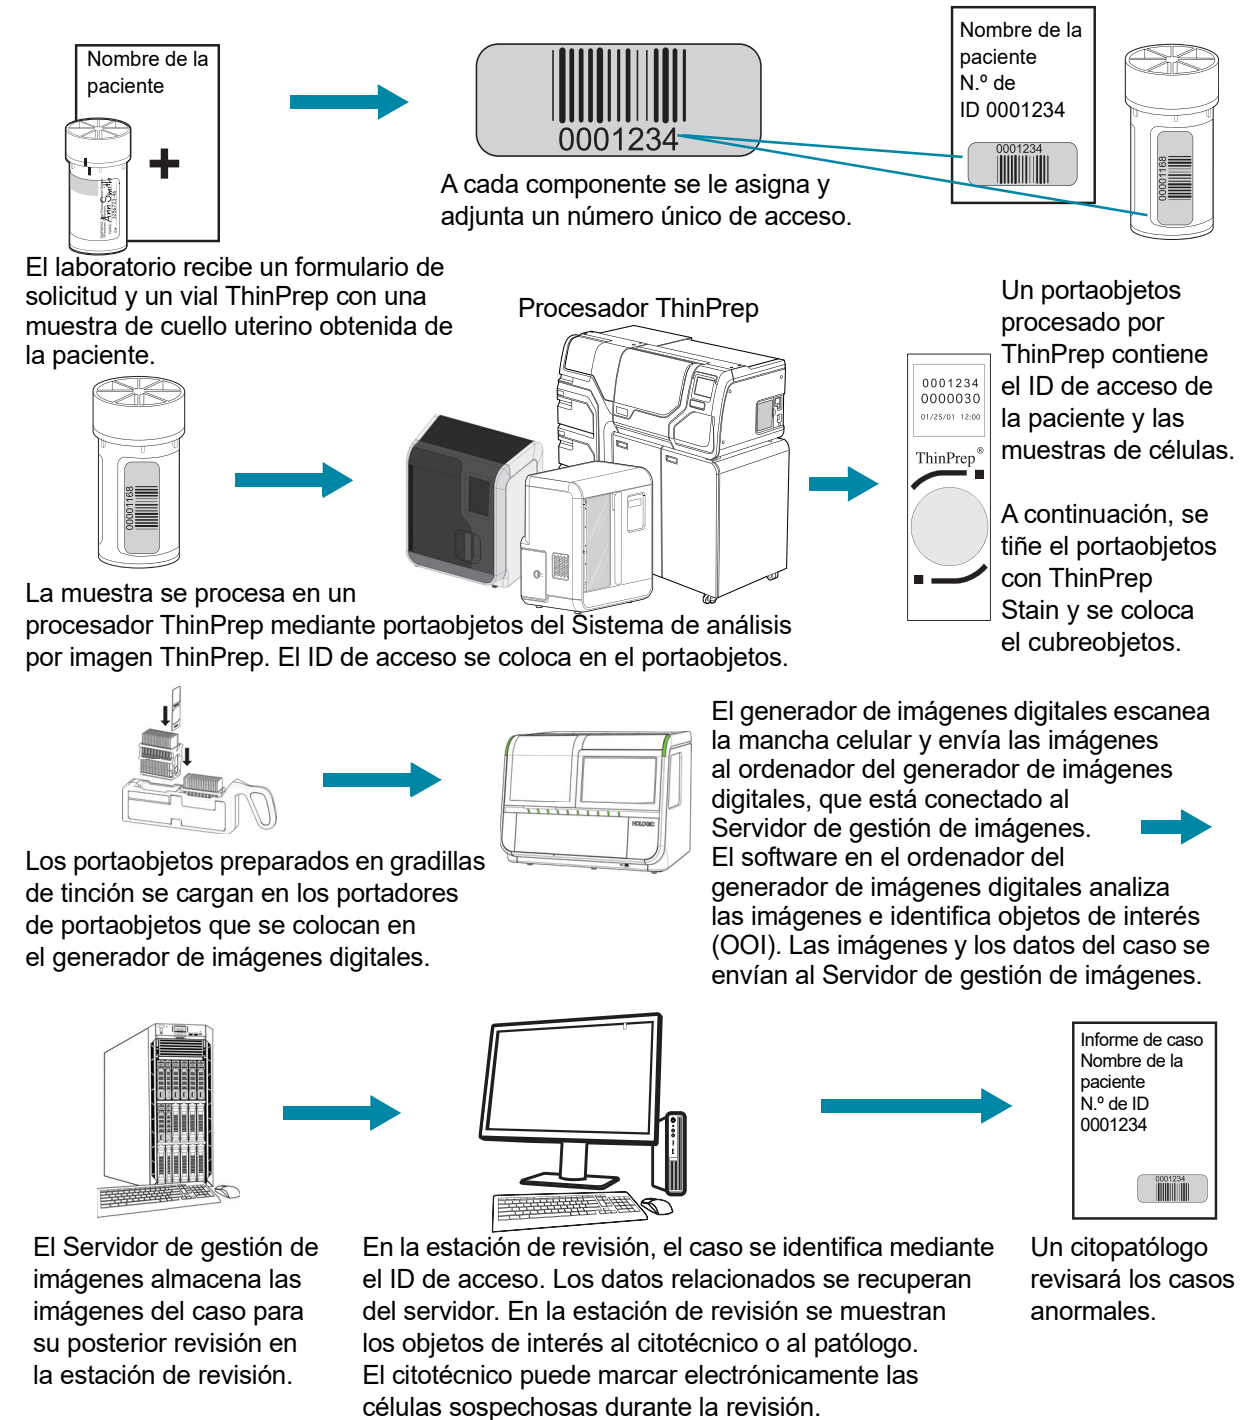 Nombre de la
paciente
Ann Smith
0001234
A cada componente se le asigna y
adjunta un número único de acceso.
Nombre de la
paciente
N.º de
ID 0001234
0001234
00001168
El laboratorio recibe un formulario de
solicitud y un vial ThinPrep con una
muestra de cuello uterino obtenida de
la paciente.
00001168
La muestra se procesa en un
procesador ThinPrep mediante portaobjetos del Sistema de análisis
por imagen ThinPrep. El ID de acceso se coloca en el portaobjetos.
Procesador ThinPrep
0001234
0000030
01/25/01 12:00
ThinPrep®
Un portaobjetos
procesado por
ThinPrep contiene
el ID de acceso de
la paciente y las
muestras de células.
A continuación, se
tiñe el portaobjetos
con ThinPrep
Stain y se coloca
el cubreobjetos.
Los portaobjetos preparados en gradillas
de tinción se cargan en los portadores
de portaobjetos que se colocan en
el generador de imágenes digitales.
HOLOGIC
El generador de imágenes digitales escanea
la mancha celular y envía las imágenes
al ordenador del generador de imágenes
digitales, que está conectado al
Servidor de gestión de imágenes.
El software en el ordenador del
generador de imágenes digitales analiza
las imágenes e identifica objetos de interés
(OOI). Las imágenes y los datos del caso se
envían al Servidor de gestión de imágenes.
El Servidor de gestión de
imágenes almacena las
imágenes del caso para
su posterior revisión en
la estación de revisión.
En la estación de revisión, el caso se identifica mediante
el ID de acceso. Los datos relacionados se recuperan
del servidor. En la estación de revisión se muestran
los objetos de interés al citotécnico o al patólogo.
El citotécnico puede marcar electrónicamente las
células sospechosas durante la revisión.
Informe de caso
Nombre de la
paciente
N.º de ID
0001234
0001234
Un citopatólogo
revisará los casos
anormales.